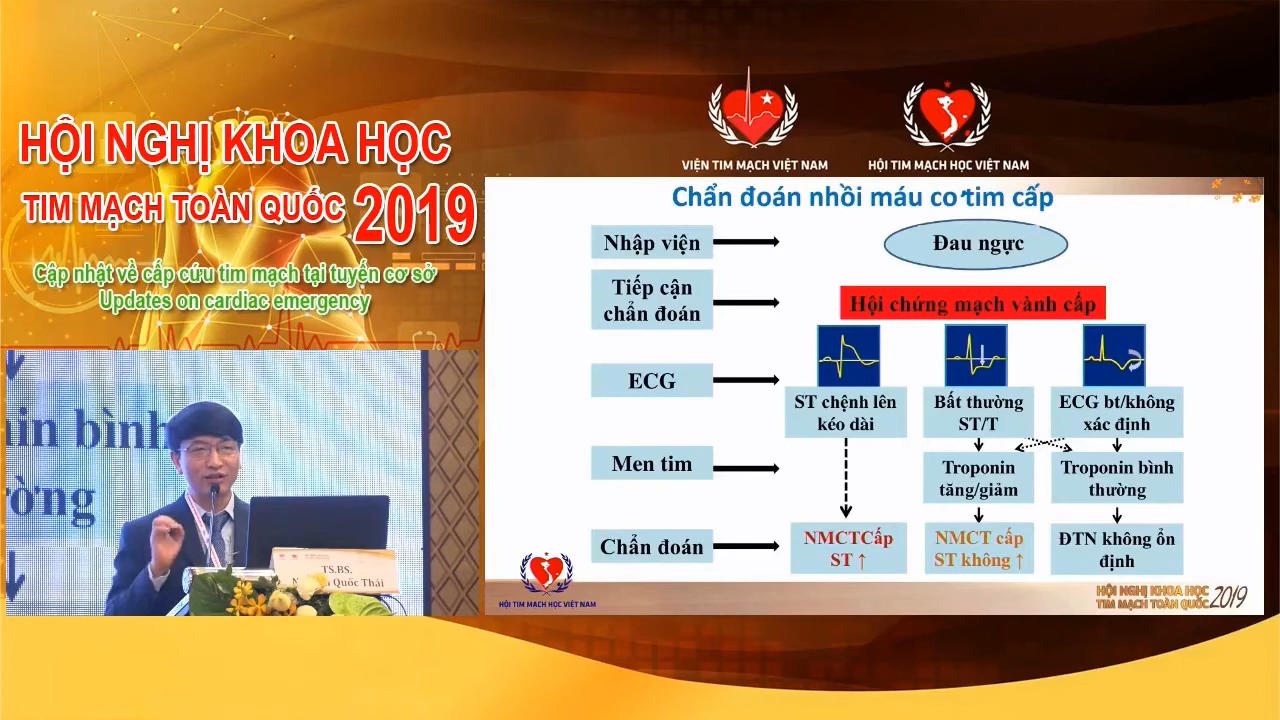 HỘI NGHỊ KHOA HỌC
TIM MẠCH TOÀN QUỐC 2019
Cập nhật về cấp cứu tim mạch tại tuyến cơ sở
Updates on cardiac emergency
VIỆN TIM MẠCH VIỆT NAM
HỘI TIM MẠCH HỌC VIỆT NAM
Chẩn đoán nhồi máu cơ tim cấp
Nhập viện
Đau ngực
Tiếp cận
chẩn đoán
Hội chứng mạch vành cấp
ECG
ST chệnh lên
kéo dài
Bất thường
ST/T
ECG bt/không
xác định
Men tim
Troponin
tăng/giảm
Troponin bình
thường
Chẩn đoán
NMCTCấp
ST ↑
NMCT cấp
ST không ↑
ĐTN không ổn
định
HỘI TIM MẠCH HỌC VIỆT NAM
HỘI NGHỊ KHOA HỌC
TIM MẠCH TOÀN QUỐC 2019
in bình
ờng
TS.BS.
Quốc Thái